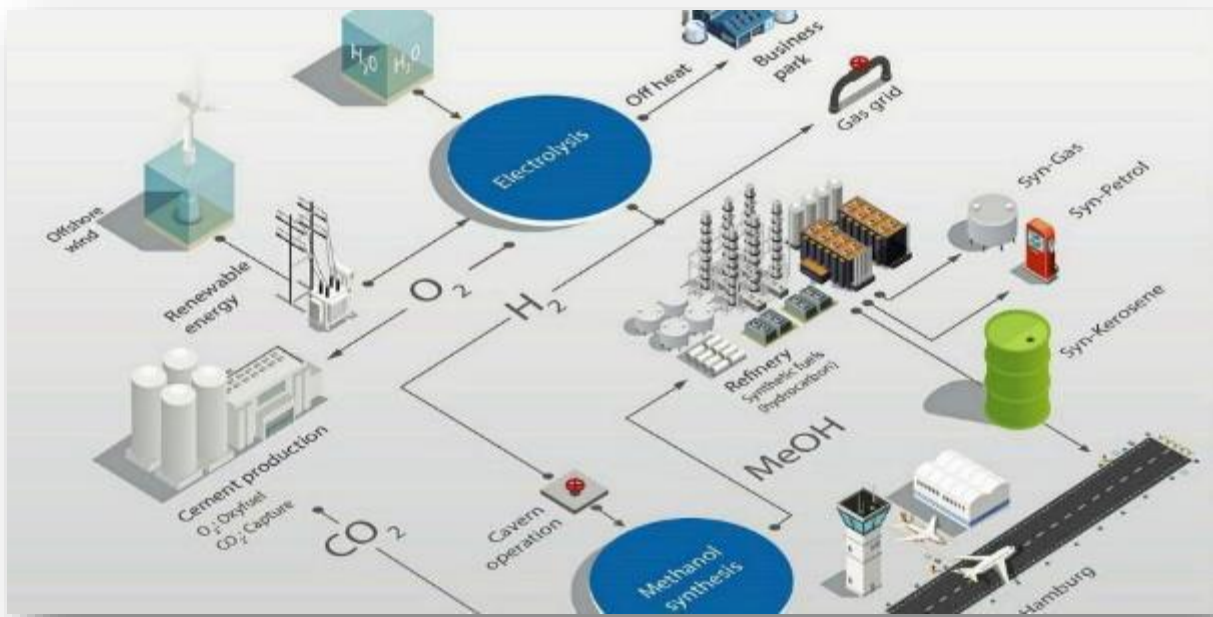 H₂O H₂O
Business
park
Off heat
Gas grid
Electrolysis
Syn-Gas
Syn-Petrol
Offshore
wind
Renewable
energy
O₂
H₂
Syn-Kerosene
Refinery
Synthetic fuels
(hydrocarbon)
MeOH
Cement production
O₂: Oxyfuel
CO₂: Capture
CO₂
Cavern
operation
Methanol
synthesis
Hamburg